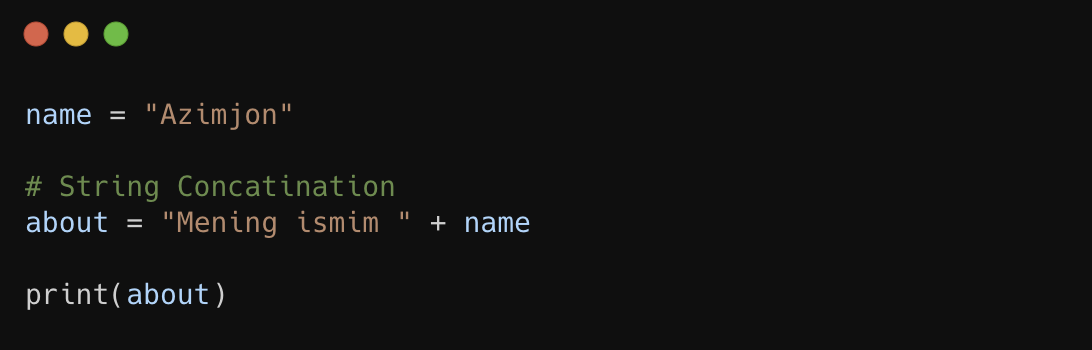 name = "Azimjon"
# String Concatination
about = "Mening ismim " + name
print(about)